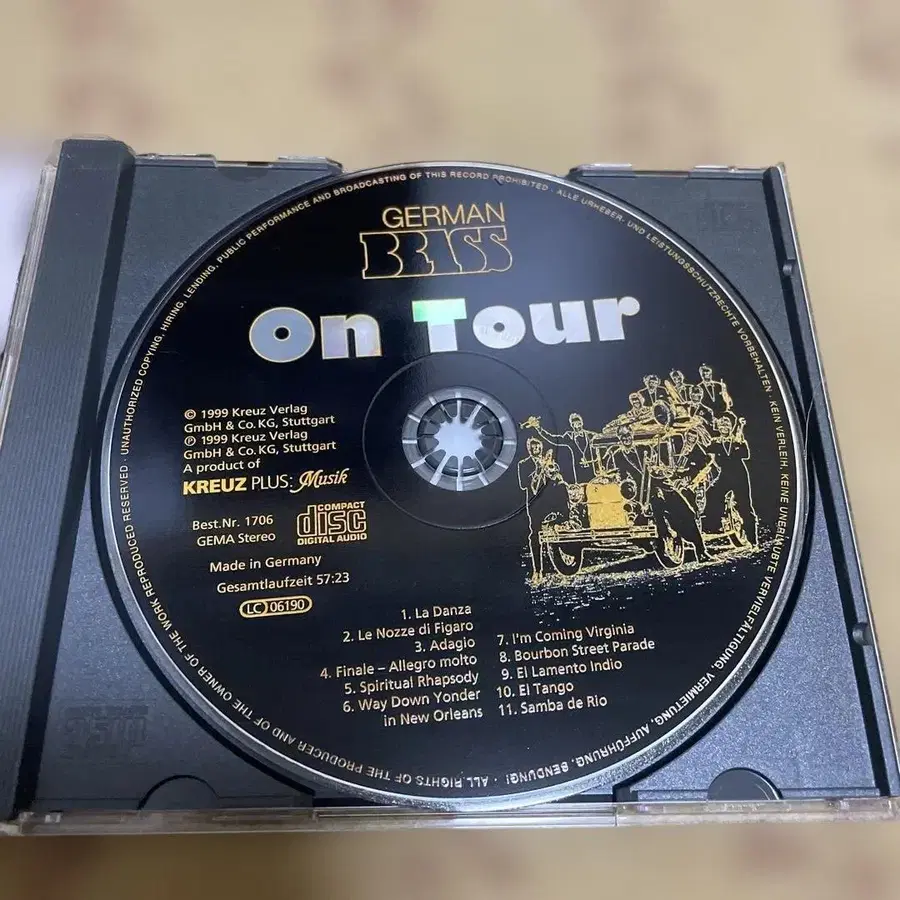 UNAUTHORIZED COPYING, HIRING, LENDING, PUBLIC PERFORMANCE AND BROADCASTING OF THIS RECORD PROHIBITED · ALLE URHEBER- UND LEISTUNGSSCHUTZRECHTE VORBEHALTEN. KEIN VERLEIH, KEINE UNERLAUBTE VERVIELFÄLTIGUNG, VERMIETUNG, AUFFÜHRUNG, SENDUNG! · ALL RIGHTS OF THE PRODUCER AND OF THE OWNER OF THE WORK REPRODUCED RESERVED ·
GERMAN
BRASS
On Tour
© 1999 Kreuz Verlag
GmbH & Co. KG, Stuttgart
℗ 1999 Kreuz Verlag
GmbH & Co. KG, Stuttgart
A product of
KREUZ PLUS: Musik
Best.Nr. 1706
GEMA Stereo
COMPACT
disc
DIGITAL AUDIO
Made in Germany
Gesamtlaufzeit 57:23
LC 06190
1. La Danza
2. Le Nozze di Figaro
3. Adagio
4. Finale – Allegro molto
5. Spiritual Rhapsody
6. Way Down Yonder
in New Orleans
7. I'm Coming Virginia
8. Bourbon Street Parade
9. El Lamento Indio
10. El Tango
11. Samba de Rio